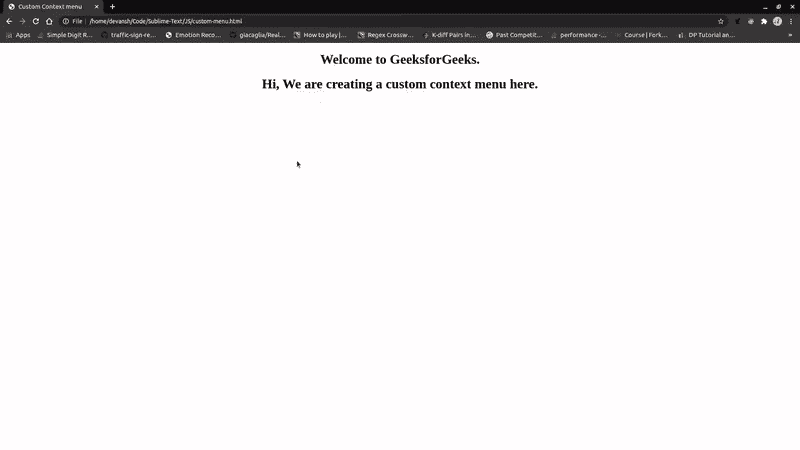 Custom Context menu
File | /home/devansh/Code/Sublime-Text/JS/custom-menu.html
Apps Simple Digit R... traffic-sign-re... Emotion Reco... giacaglia/Real... How to play |... Regex Crossw... K-diff Pairs in... Past Competit... performance -... Course | Fork... DP Tutorial an... »
Welcome to GeeksforGeeks.
Hi, We are creating a custom context menu here.